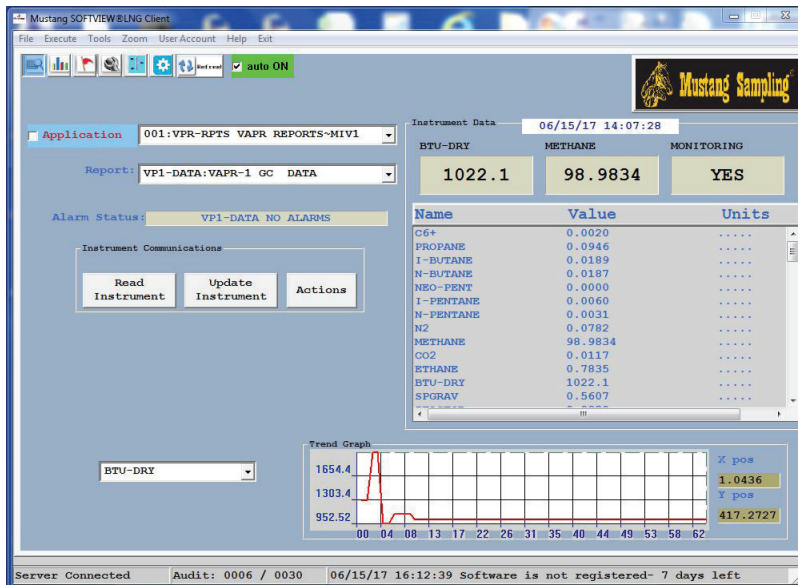 Mustang SOFTVIEW®LNG Client
File Execute Tools Zoom User Account Help Exit
Refresd auto ON
Mustang Sampling
Application 001:VPR-RPTS VAPR REPORTS~MIV1
Report: VP1-DATA:VAPR-1 GC DATA
Alarm Status: VP1-DATA NO ALARMS
Instrument Communications
Read Instrument
Update Instrument
Actions
Instrument Data 06/15/17 14:07:28
BTU-DRY METHANE MONITORING
1022.1 98.9834 YES
Name Value Units
C6+ 0.0020 .....
PROPANE 0.0946 .....
I-BUTANE 0.0189 .....
N-BUTANE 0.0187 .....
NEO-PENT 0.0000 .....
I-PENTANE 0.0060 .....
N-PENTANE 0.0031 .....
N2 0.0782 .....
METHANE 98.9834 .....
CO2 0.0117 .....
ETHANE 0.7835 .....
BTU-DRY 1022.1 .....
SPGRAV 0.5607 .....
BTU-DRY
Trend Graph
1654.4
1303.4
952.52
00 04 08 13 17 22 26 31 35 40 44 49 53 58 62
X pos
1.0436
Y pos
417.2727
Server Connected Audit: 0006 / 0030 06/15/17 16:12:39 Software is not registered- 7 days left